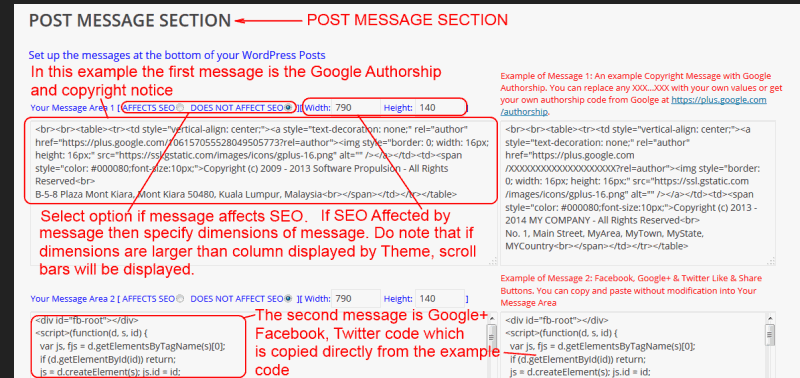 POST MESSAGE SECTION
POST MESSAGE SECTION
Set up the messages at the bottom of your WordPress Posts
In this example the first message is the Google Authorship
and copyright notice
Your Message Area 1 [ AFFECTS SEO DOES NOT AFFECT SEO ][ Width: 790 Height: 140 ]
<br><br><table><tr><td style="vertical-align: center;"><a style="text-decoration: none;" rel="author"
href="https://plus.google.com/106157055528049505773?rel=author"><img style="border: 0; width: 16px;
height: 16px;" src="https://ssl.gstatic.com/images/icons/gplus-16.png" alt="" /></a></td><td><span
style="color: #000080;font-size:10px;">Copyright (c) 2009 - 2013 Software Propulsion - All Rights
Reserved<br>
B-5-8 Plaza Mont Kiara, Mont Kiara 50480, Kuala Lumpur, Malaysia<br></span></td></tr></table>
Select option if message affects SEO. If SEO Affected by
message then specify dimensions of message. Do note that if
dimensions are larger than column displayed by Theme, scroll
bars will be displayed.
Example of Message 1: An example Copyright Message with Google
Authorship. You can replace any XXX...XXX with your own values or get
your own authorship code from Goolge at https://plus.google.com
/authorship.
<br><br><table><tr><td style="vertical-align: center;"><a
style="text-decoration: none;" rel="author"
href="https://plus.google.com
/XXXXXXXXXXXXXXXXXXXXX?rel=author"><img style="border:
0; width: 16px; height: 16px;" src="https://ssl.gstatic.com
/images/icons/gplus-16.png" alt="" /></a></td><td><span
style="color: #000080;font-size:10px;">Copyright (c) 2013 -
2014 MY COMPANY - All Rights Reserved<br>
No. 1, Main Street, MyArea, MyTown, MyState,
MYCountry<br></span></td></tr></table>
Your Message Area 2 [ AFFECTS SEO DOES NOT AFFECT SEO ][ Width: 790 Height: 140 ]
<div id="fb-root"></div>
<script>(function(d, s, id) {
var js, fjs = d.getElementsByTagName(s)[0];
if (d.getElementById(id)) return;
js = d.createElement(s); js.id = id;
The second message is Google+
Facebook, Twitter code which
is copied directly from the example
code
Example of Message 2: Facebook, Google+ & Twitter Like & Share
Buttons. You can copy and paste without modification into Your
Message Area
<div id="fb-root"></div>
<script>(function(d, s, id) {
var js, fjs = d.getElementsByTagName(s)[0];
if (d.getElementById(id)) return;
js = d.createElement(s); js.id = id;